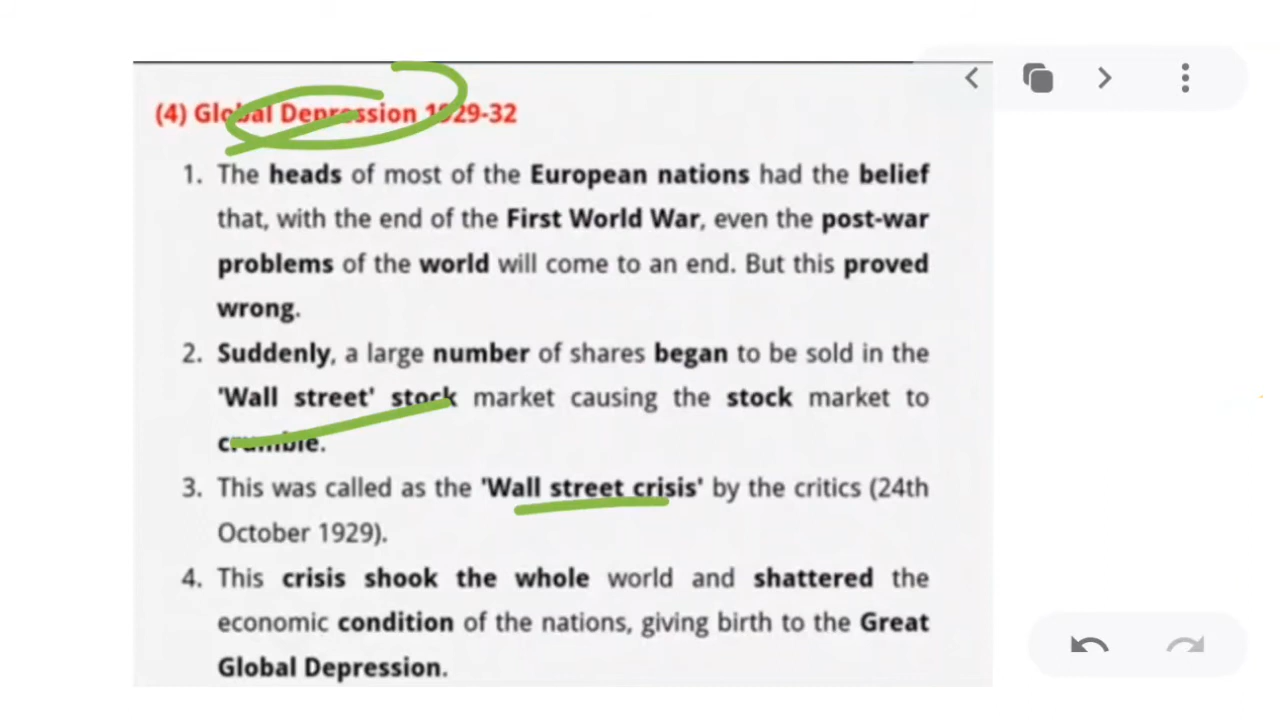 (4) Global Depression 1929-32
1. The heads of most of the European nations had the belief
that, with the end of the First World War, even the post-war
problems of the world will come to an end. But this proved
wrong.
2. Suddenly, a large number of shares began to be sold in the
'Wall street' stock market causing the stock market to
crumble.
3. This was called as the 'Wall street crisis' by the critics (24th
October 1929).
4. This crisis shook the whole world and shattered the
economic condition of the nations, giving birth to the Great
Global Depression.